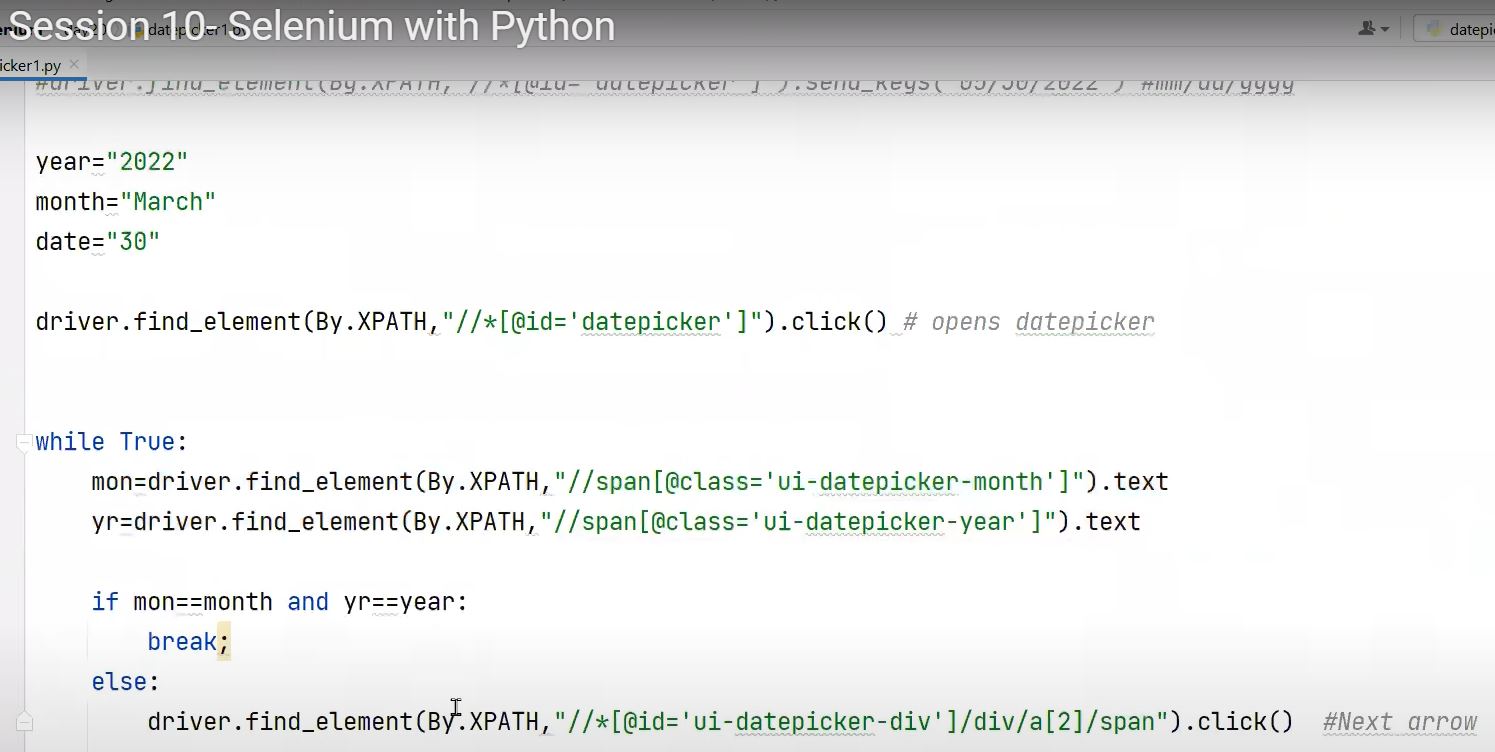 Session 10- Selenium with Python
datepicker1.py
datepi
icker1.py
#driver.find_element(By.XPATH,"//*[@id='datepicker']").send_keys("05/30/2022") #mm/dd/yyyy
year="2022"
month="March"
date="30"
driver.find_element(By.XPATH,"//*[@id='datepicker']").click() # opens datepicker
while True:
mon=driver.find_element(By.XPATH,"//span[@class='ui-datepicker-month']").text
yr=driver.find_element(By.XPATH,"//span[@class='ui-datepicker-year']").text
if mon==month and yr==year:
break;
else:
driver.find_element(By.XPATH,"//*[@id='ui-datepicker-div']/div/a[2]/span").click() #Next arrow